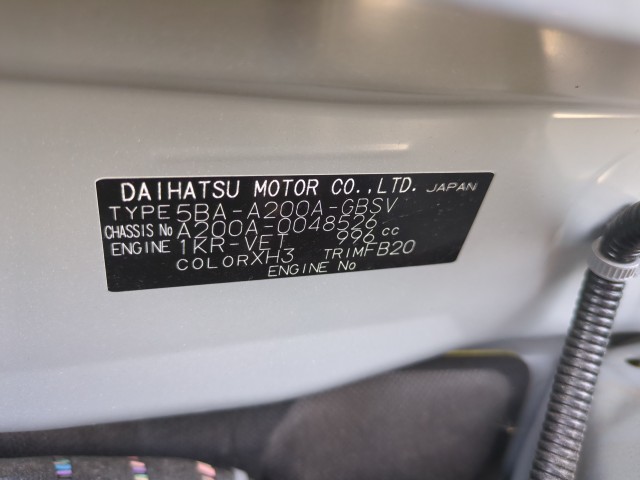 DAIHATSU MOTOR CO.,LTD. JAPAN
TYPE 5BA-A200A-GBSV
CHASSIS No A200A-0048526
ENGINE 1KR-VET 996 cc
COLOR XH3 TRIM FB20
ENGINE No